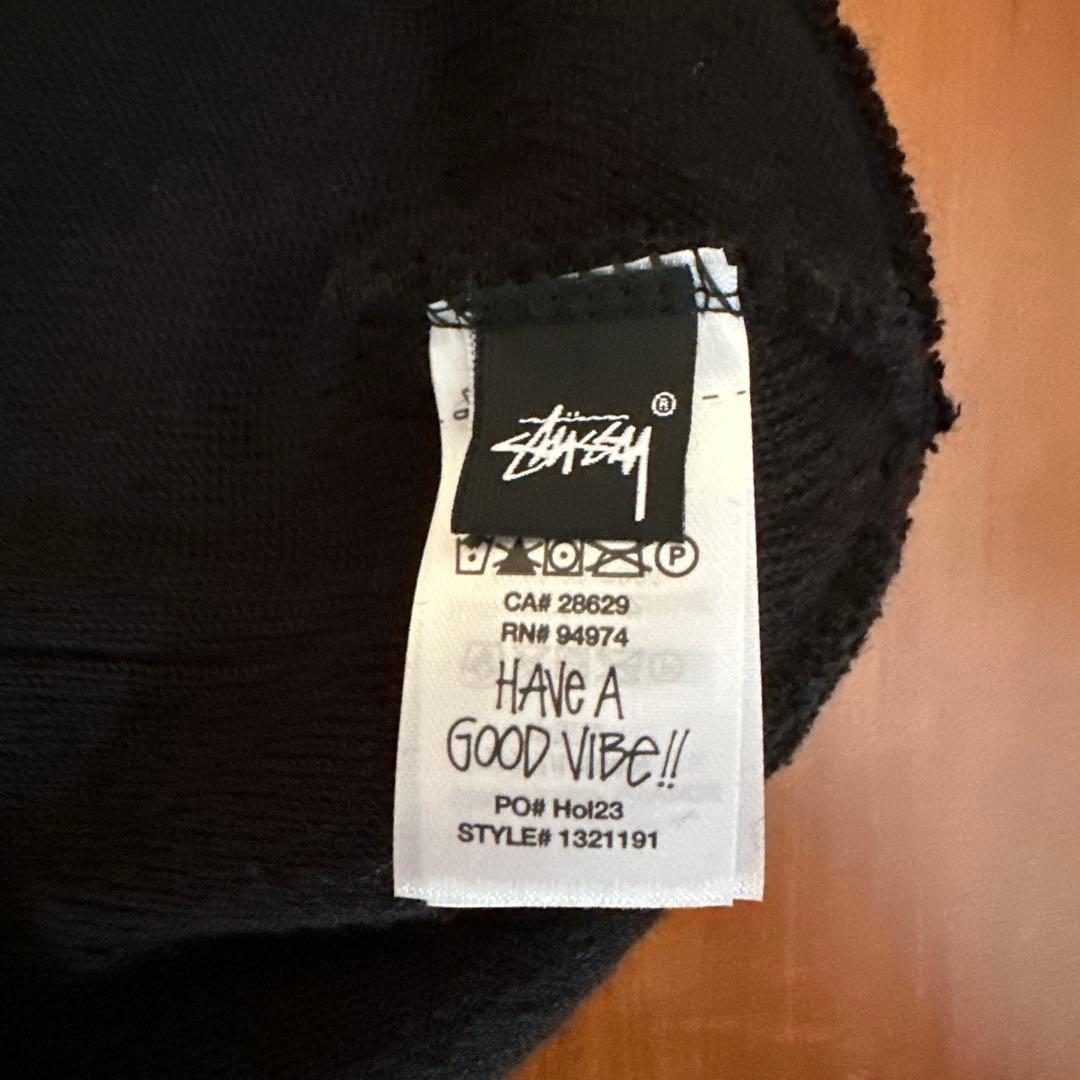 STÜSSY ®
P
CA# 28629
RN# 94974
HAVE A
GOOD VIBE!!
PO# Hol23
STYLE# 1321191